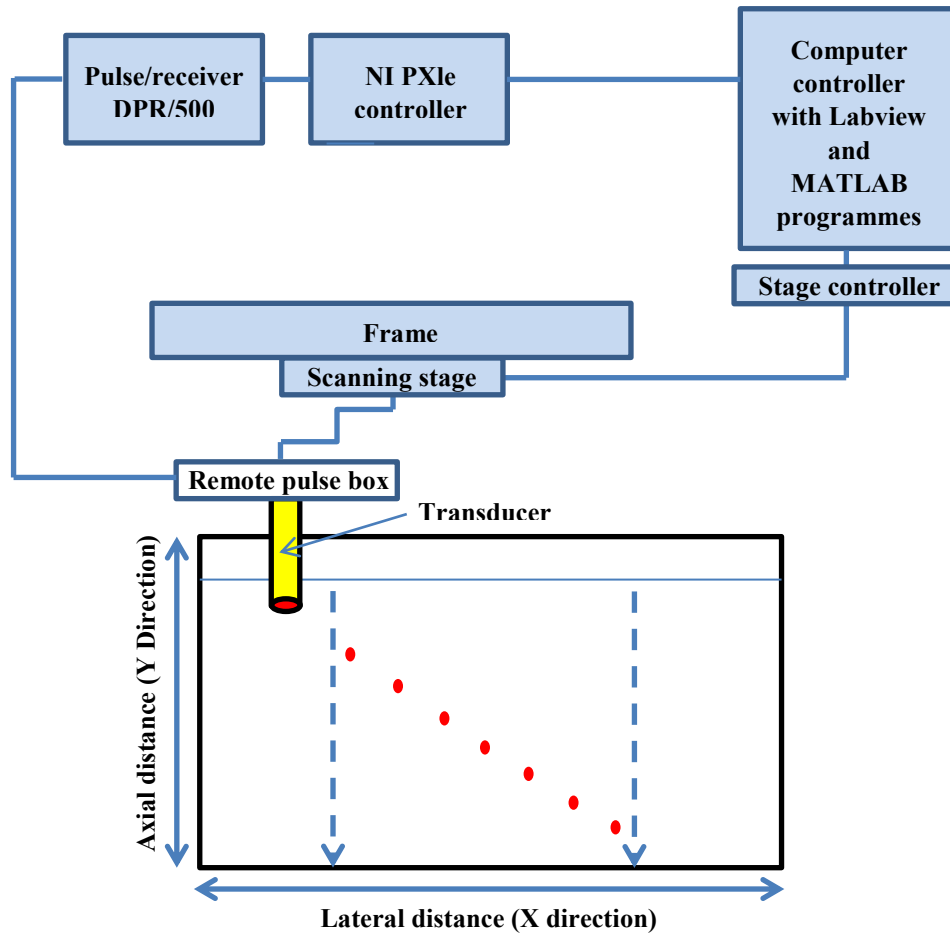 Pulse/receiver
DPR/500
NI PXle
controller
Computer
controller
with Labview
and
MATLAB
programmes
Stage controller
Frame
Scanning stage
Remote pulse box
Transducer
Axial distance (Y Direction)
Lateral distance (X direction)